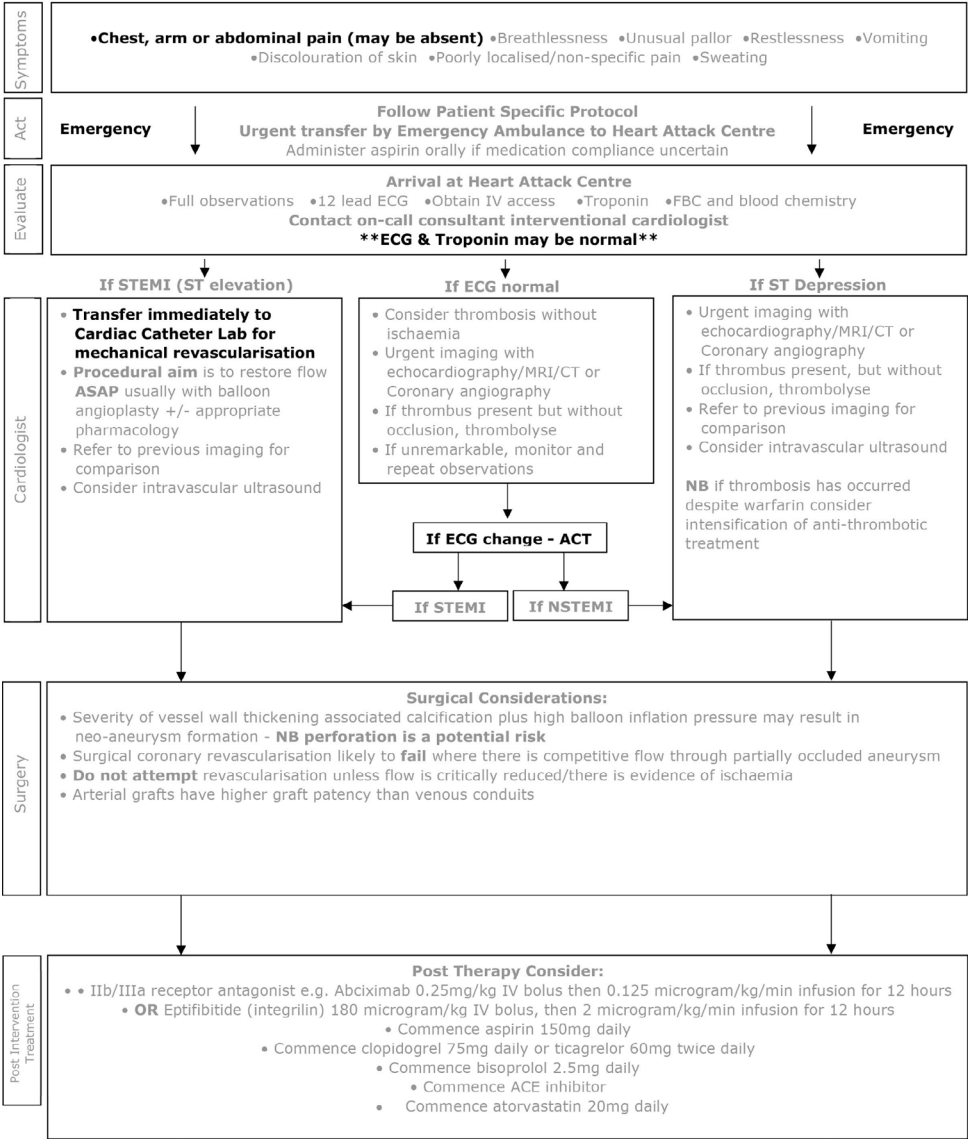 Symptoms
•Chest, arm or abdominal pain (may be absent) •Breathlessness •Unusual pallor •Restlessness •Vomiting
•Discolouration of skin •Poorly localised/non-specific pain •Sweating
Act
Emergency
Follow Patient Specific Protocol
Urgent transfer by Emergency Ambulance to Heart Attack Centre
Administer aspirin orally if medication compliance uncertain
Emergency
Evaluate
Arrival at Heart Attack Centre
•Full observations •12 lead ECG •Obtain IV access •Troponin •FBC and blood chemistry
Contact on-call consultant interventional cardiologist
**ECG & Troponin may be normal**
Cardiologist
If STEMI (ST elevation)
• Transfer immediately to
Cardiac Catheter Lab for
mechanical revascularisation
• Procedural aim is to restore flow
ASAP usually with balloon
angioplasty +/- appropriate
pharmacology
• Refer to previous imaging for
comparison
• Consider intravascular ultrasound
If ECG normal
• Consider thrombosis without
ischaemia
• Urgent imaging with
echocardiography/MRI/CT or
Coronary angiography
• If thrombus present but without
occlusion, thrombolyse
• If unremarkable, monitor and
repeat observations
If ECG change - ACT
If STEMI
If NSTEMI
If ST Depression
• Urgent imaging with
echocardiography/MRI/CT or
Coronary angiography
• If thrombus present, but without
occlusion, thrombolyse
• Refer to previous imaging for
comparison
• Consider intravascular ultrasound
NB if thrombosis has occurred
despite warfarin consider
intensification of anti-thrombotic
treatment
Surgery
Surgical Considerations:
• Severity of vessel wall thickening associated calcification plus high balloon inflation pressure may result in
neo-aneurysm formation - NB perforation is a potential risk
• Surgical coronary revascularisation likely to fail where there is competitive flow through partially occluded aneurysm
• Do not attempt revascularisation unless flow is critically reduced/there is evidence of ischaemia
• Arterial grafts have higher graft patency than venous conduits
Post Intervention
Treatment
Post Therapy Consider:
• • IIb/IIIa receptor antagonist e.g. Abciximab 0.25mg/kg IV bolus then 0.125 microgram/kg/min infusion for 12 hours
• OR Eptifibitide (integrilin) 180 microgram/kg IV bolus, then 2 microgram/kg/min infusion for 12 hours
• Commence aspirin 150mg daily
• Commence clopidogrel 75mg daily or ticagrelor 60mg twice daily
• Commence bisoprolol 2.5mg daily
• Commence ACE inhibitor
• Commence atorvastatin 20mg daily